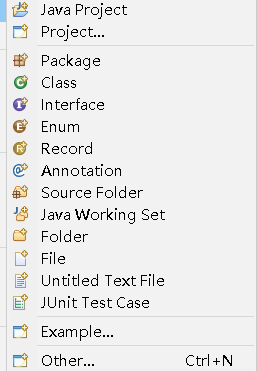 Java Project
Project...
Package
Class
Interface
Enum
Record
Annotation
Source Folder
Java Working Set
Folder
File
Untitled Text File
JUnit Test Case
Example...
Other... Ctrl+N